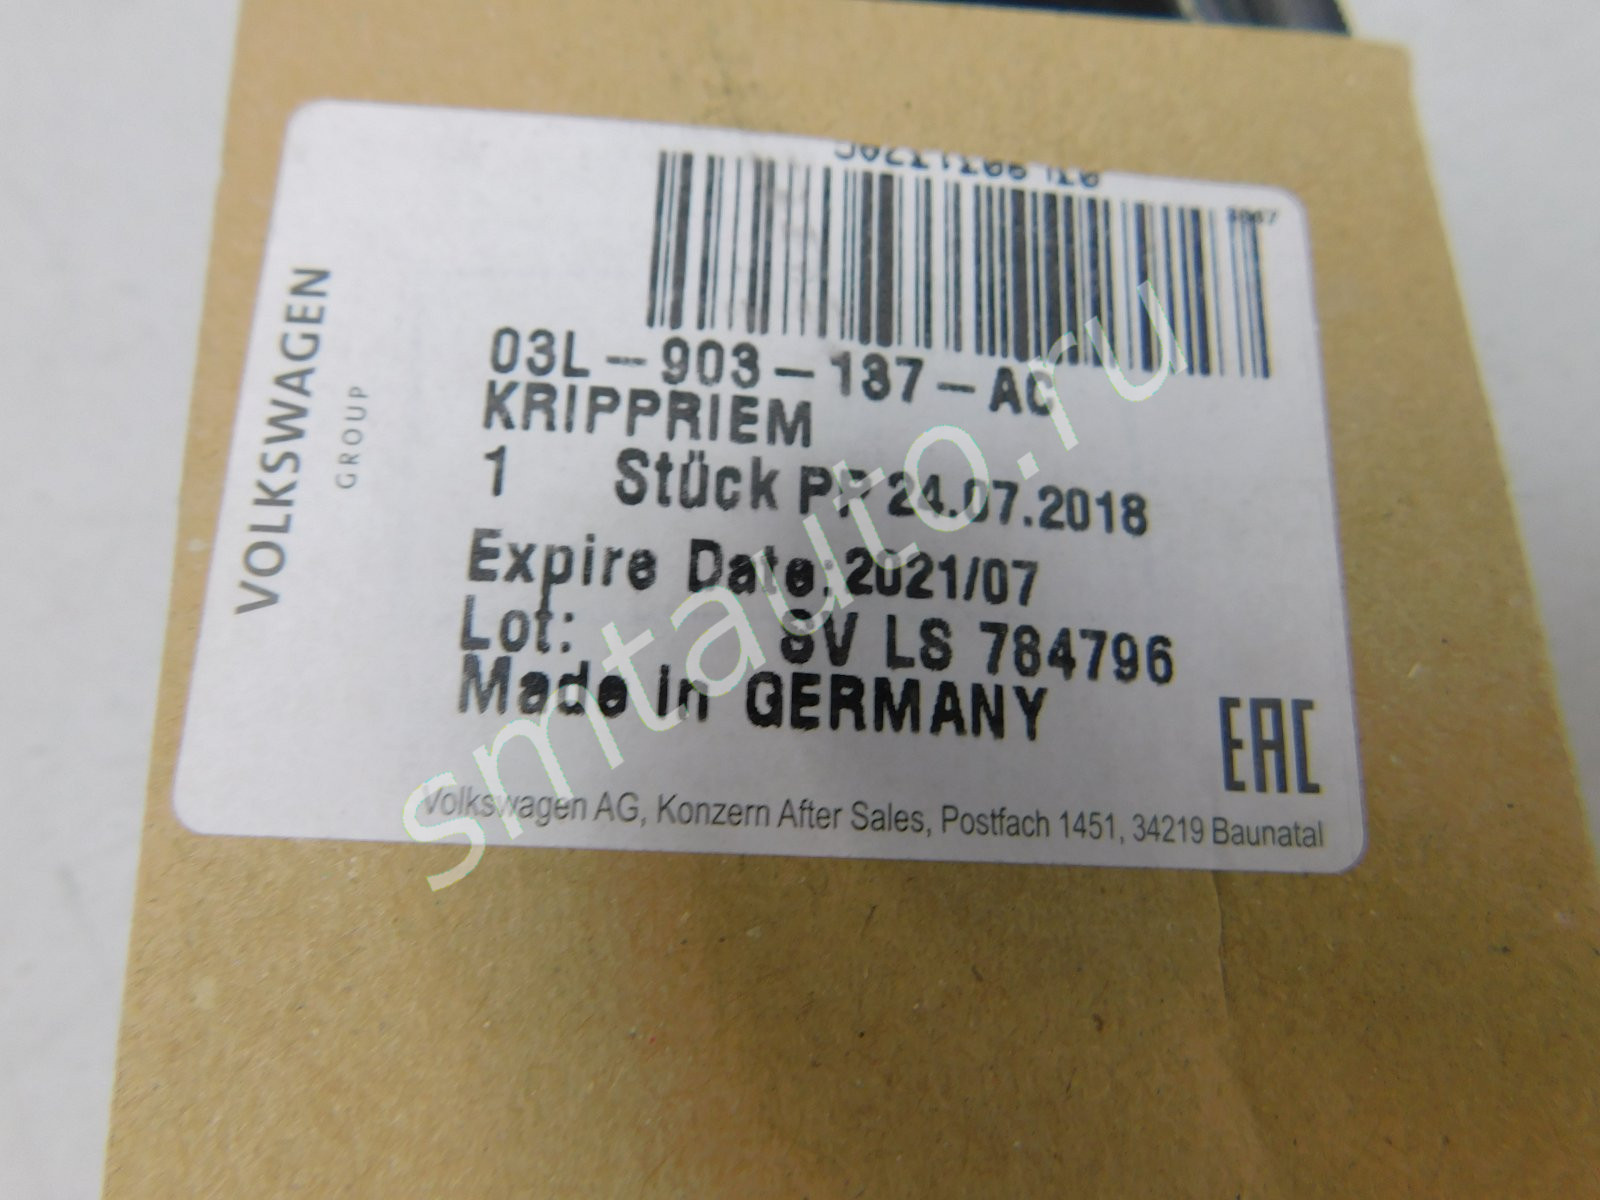 VOLKSWAGEN
GROUP
03L-903-137-AC
KRIPPRIEM
1 Stück PP 24.07.2018
Expire Date: 2021/07
Lot: SV LS 784796
Made in GERMANY
EAC
Volkswagen AG, Konzern After Sales, Postfach 1451, 34219 Baunatal
smtauto.ru